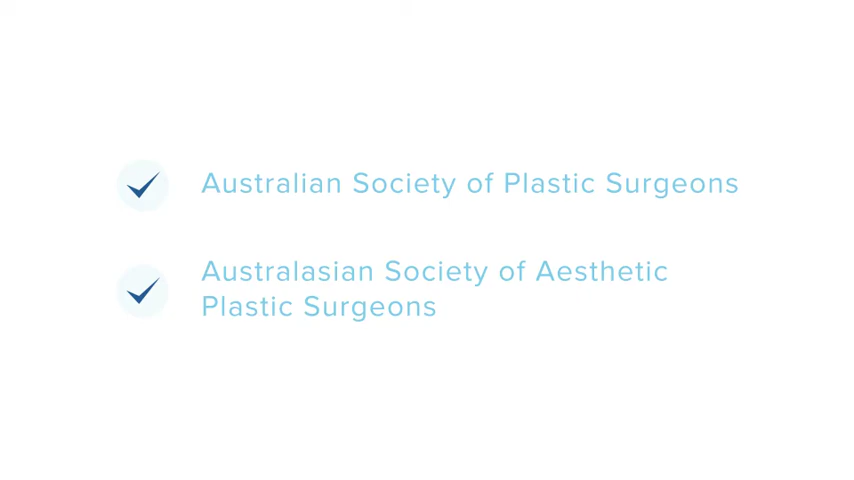 Australian Society of Plastic Surgeons
Australasian Society of Aesthetic
Plastic Surgeons